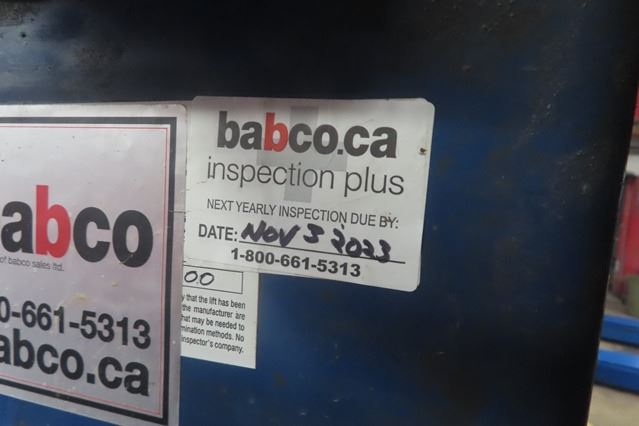 babco.ca
inspection plus
NEXT YEARLY INSPECTION DUE BY:
DATE: NOV 3 2023
1-800-661-5313
abco
of babco sales ltd.
0-661-5313
abco.ca
00
y that the lift has been
the manufacturer are
hat may be needed to
mination methods. No
inspector's company.